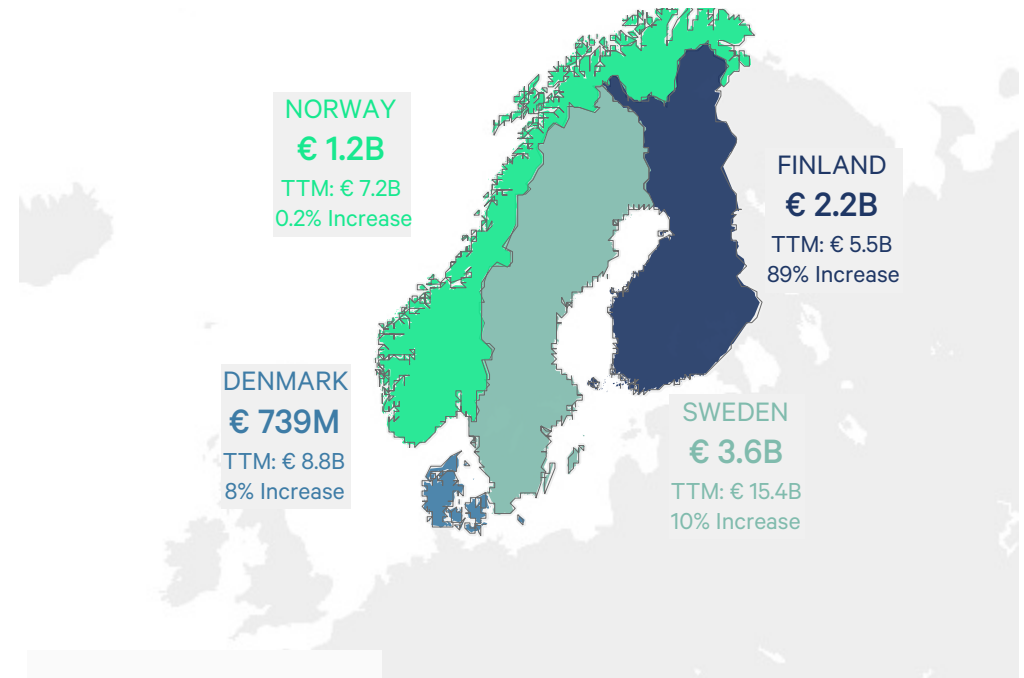 NORWAY
€ 1.2B
TTM: € 7.2B
0.2% Increase
FINLAND
€ 2.2B
TTM: € 5.5B
89% Increase
DENMARK
€ 739M
TTM: € 8.8B
8% Increase
SWEDEN
€ 3.6B
TTM: € 15.4B
10% Increase